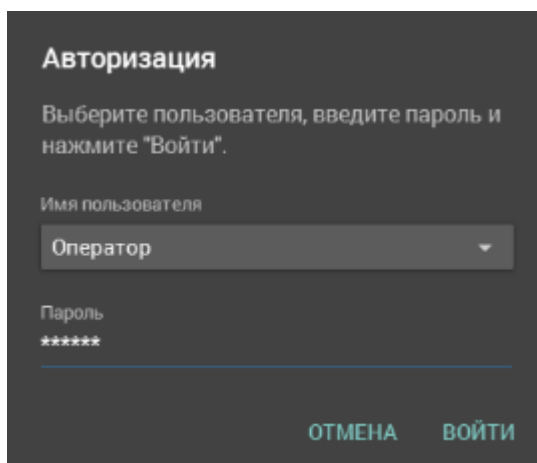 Авторизация
Выберите пользователя, введите пароль и
нажмите "Войти".
Имя пользователя
Оператор
Пароль
******
ОТМЕНА ВОЙТИ